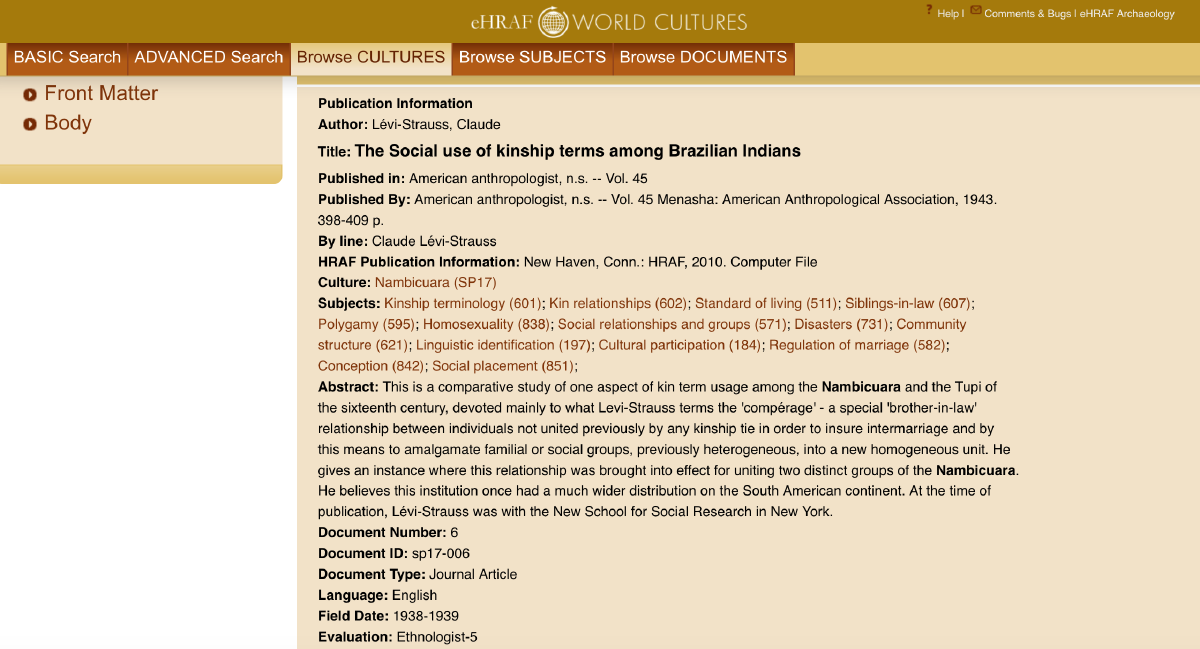 eHRAF WORLD CULTURES
? Help | Comments & Bugs | eHRAF Archaeology
BASIC Search ADVANCED Search Browse CULTURES Browse SUBJECTS Browse DOCUMENTS
Front Matter
Body
Publication Information
Author: Lévi-Strauss, Claude
Title: The Social use of kinship terms among Brazilian Indians
Published in: American anthropologist, n.s. -- Vol. 45
Published By: American anthropologist, n.s. -- Vol. 45 Menasha: American Anthropological Association, 1943.
398-409 p.
By line: Claude Lévi-Strauss
HRAF Publication Information: New Haven, Conn.: HRAF, 2010. Computer File
Culture: Nambicuara (SP17)
Subjects: Kinship terminology (601); Kin relationships (602); Standard of living (511); Siblings-in-law (607);
Polygamy (595); Homosexuality (838); Social relationships and groups (571); Disasters (731); Community
structure (621); Linguistic identification (197); Cultural participation (184); Regulation of marriage (582);
Conception (842); Social placement (851);
Abstract: This is a comparative study of one aspect of kin term usage among the Nambicuara and the Tupi of
the sixteenth century, devoted mainly to what Levi-Strauss terms the 'compérage' - a special 'brother-in-law'
relationship between individuals not united previously by any kinship tie in order to insure intermarriage and by
this means to amalgamate familial or social groups, previously heterogeneous, into a new homogeneous unit. He
gives an instance where this relationship was brought into effect for uniting two distinct groups of the Nambicuara.
He believes this institution once had a much wider distribution on the South American continent. At the time of
publication, Lévi-Strauss was with the New School for Social Research in New York.
Document Number: 6
Document ID: sp17-006
Document Type: Journal Article
Language: English
Field Date: 1938-1939
Evaluation: Ethnologist-5